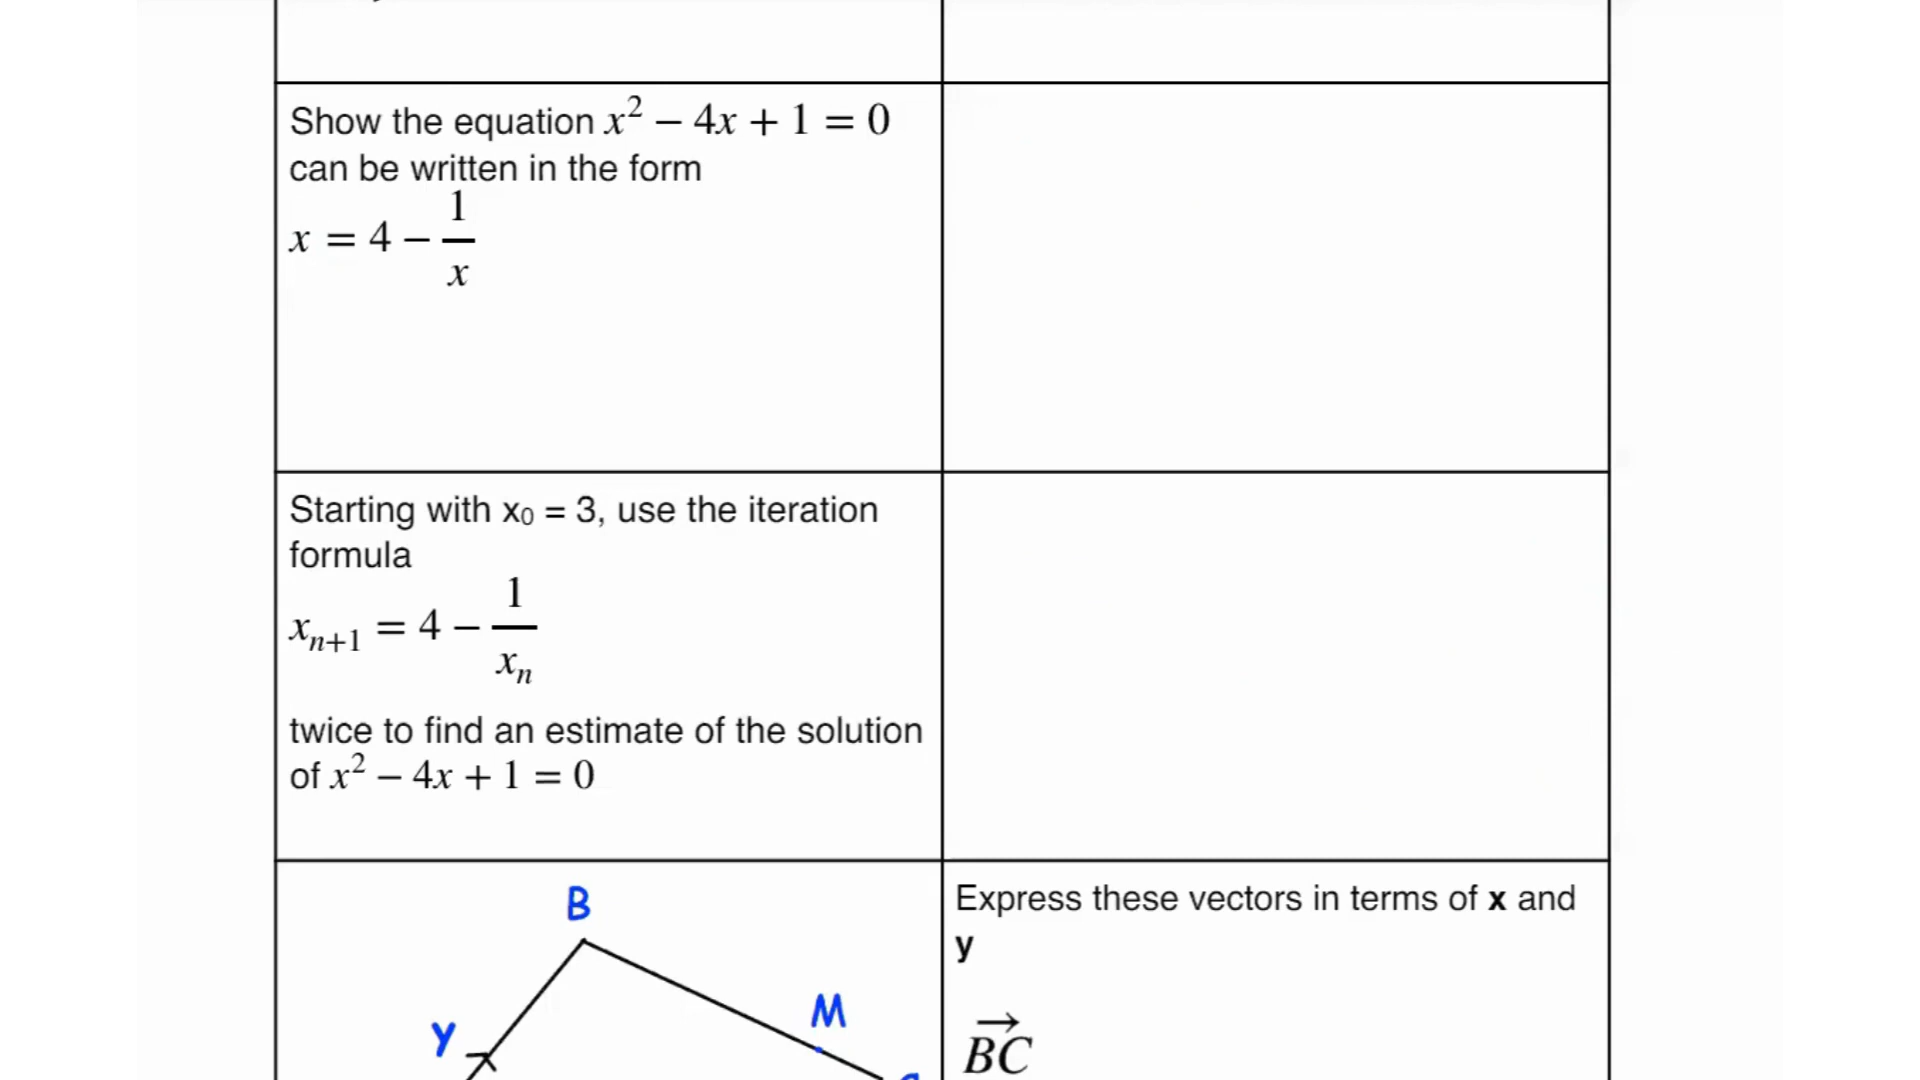 Show the equation x² − 4x + 1 = 0
can be written in the form
x = 4 − 1/x
Starting with x₀ = 3, use the iteration
formula
xₙ₊₁ = 4 − 1/xₙ
twice to find an estimate of the solution
of x² − 4x + 1 = 0
B
M
y
Express these vectors in terms of x and
y
BC→